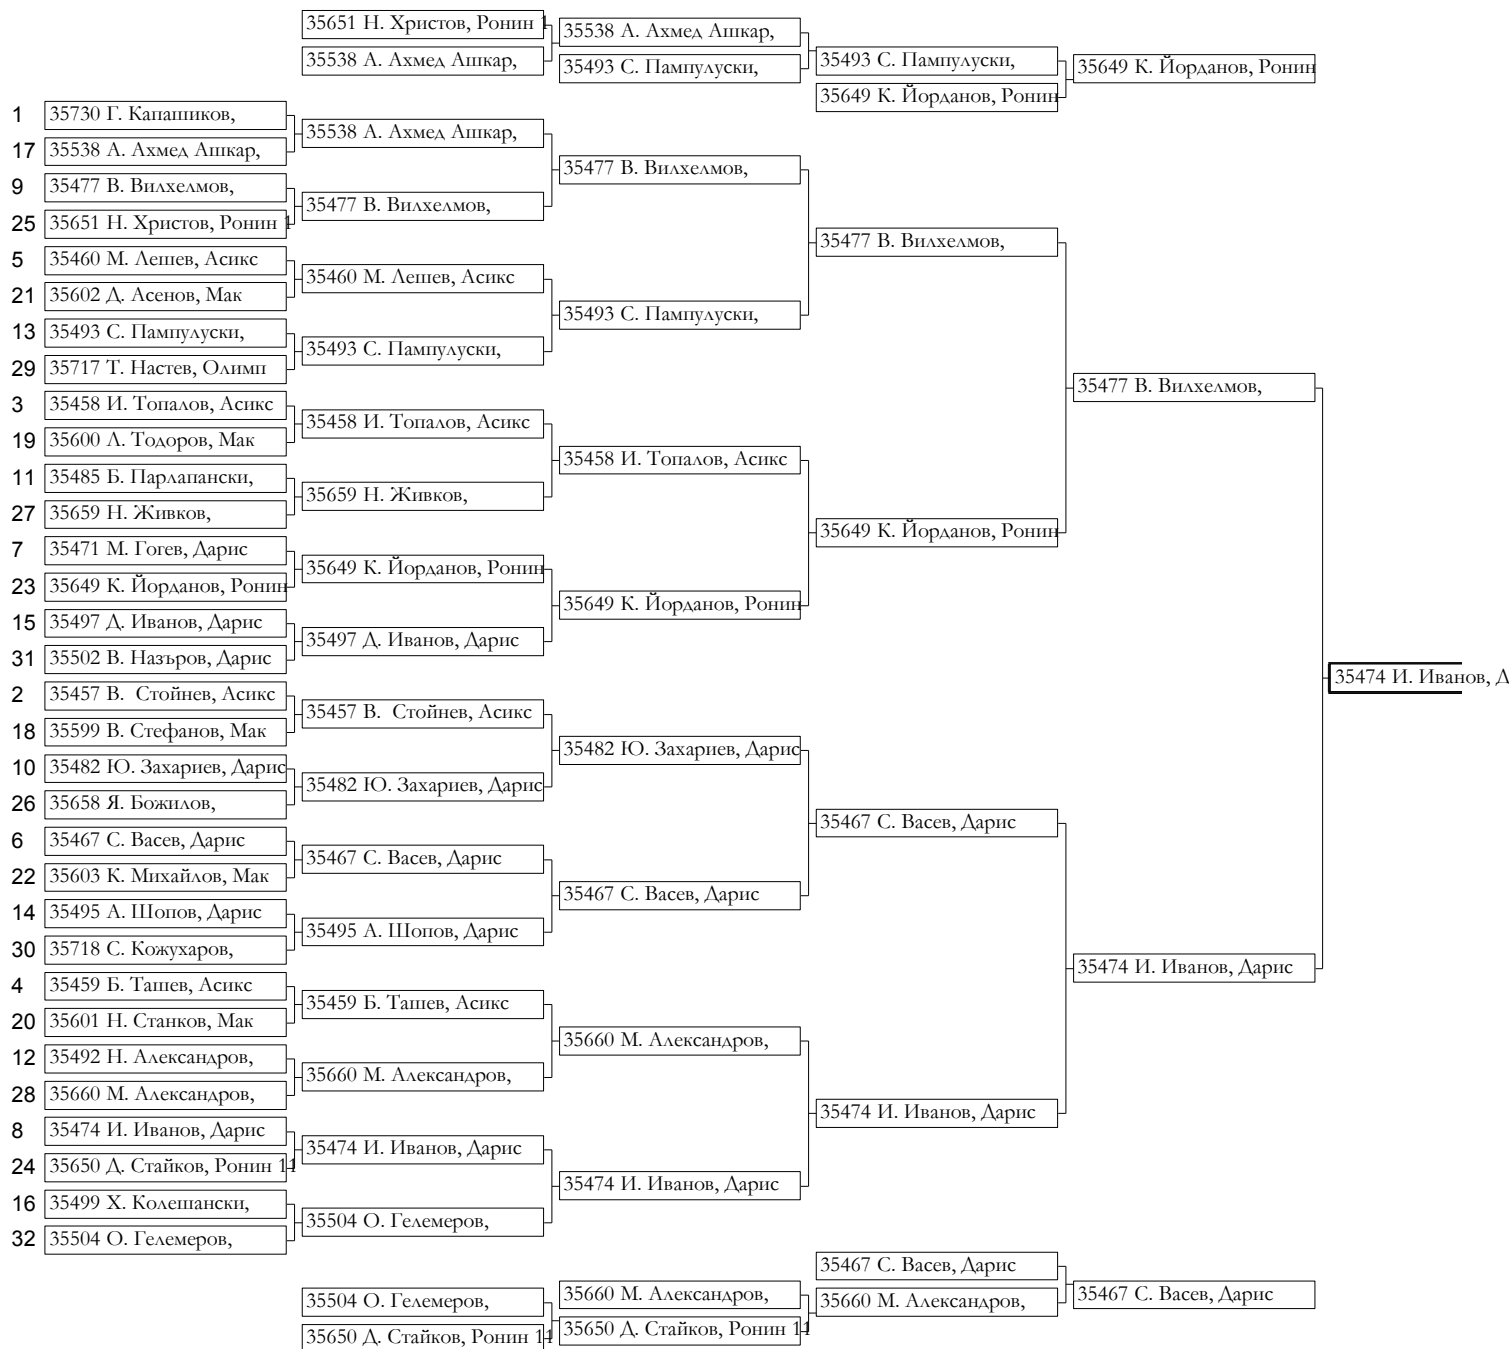 35651 Н. Христов, Ронин 1
35538 А. Ахмед Ашкар,
35538 А. Ахмед Ашкар,
35493 С. Пампулуски,
35493 С. Пампулуски,
35649 К. Йорданов, Ронин
35649 К. Йорданов, Ронин
1 35730 Г. Капашиков,
17 35538 А. Ахмед Ашкар,
9 35477 В. Вилхелмов,
25 35651 Н. Христов, Ронин 1
5 35460 М. Лешев, Асикс
21 35602 Д. Асенов, Мак
13 35493 С. Пампулуски,
29 35717 Т. Настев, Олимп
3 35458 И. Топалов, Асикс
19 35600 Л. Тодоров, Мак
11 35485 Б. Парлапански,
27 35659 Н. Живков,
7 35471 М. Гогев, Дарис
23 35649 К. Йорданов, Ронин
15 35497 Д. Иванов, Дарис
31 35502 В. Назъров, Дарис
2 35457 В. Стойнев, Асикс
18 35599 В. Стефанов, Мак
10 35482 Ю. Захариев, Дарис
26 35658 Я. Божилов,
6 35467 С. Васев, Дарис
22 35603 К. Михайлов, Мак
14 35495 А. Шопов, Дарис
30 35718 С. Кожухаров,
4 35459 Б. Ташев, Асикс
20 35601 Н. Станков, Мак
12 35492 Н. Александров,
28 35660 М. Александров,
8 35474 И. Иванов, Дарис
24 35650 Д. Стайков, Ронин 11
16 35499 Х. Колешански,
32 35504 О. Гелемеров,
35538 А. Ахмед Ашкар,
35477 В. Вилхелмов,
35460 М. Лешев, Асикс
35493 С. Пампулуски,
35458 И. Топалов, Асикс
35659 Н. Живков,
35649 К. Йорданов, Ронин
35497 Д. Иванов, Дарис
35457 В. Стойнев, Асикс
35482 Ю. Захариев, Дарис
35467 С. Васев, Дарис
35495 А. Шопов, Дарис
35459 Б. Ташев, Асикс
35660 М. Александров,
35474 И. Иванов, Дарис
35504 О. Гелемеров,
35477 В. Вилхелмов,
35493 С. Пампулуски,
35458 И. Топалов, Асикс
35649 К. Йорданов, Ронин
35482 Ю. Захариев, Дарис
35467 С. Васев, Дарис
35660 М. Александров,
35474 И. Иванов, Дарис
35477 В. Вилхелмов,
35649 К. Йорданов, Ронин
35467 С. Васев, Дарис
35474 И. Иванов, Дарис
35477 В. Вилхелмов,
35474 И. Иванов, Дарис
35474 И. Иванов, Д
35504 О. Гелемеров,
35650 Д. Стайков, Ронин 11
35660 М. Александров,
35650 Д. Стайков, Ронин 11
35467 С. Васев, Дарис
35660 М. Александров,
35467 С. Васев, Дарис